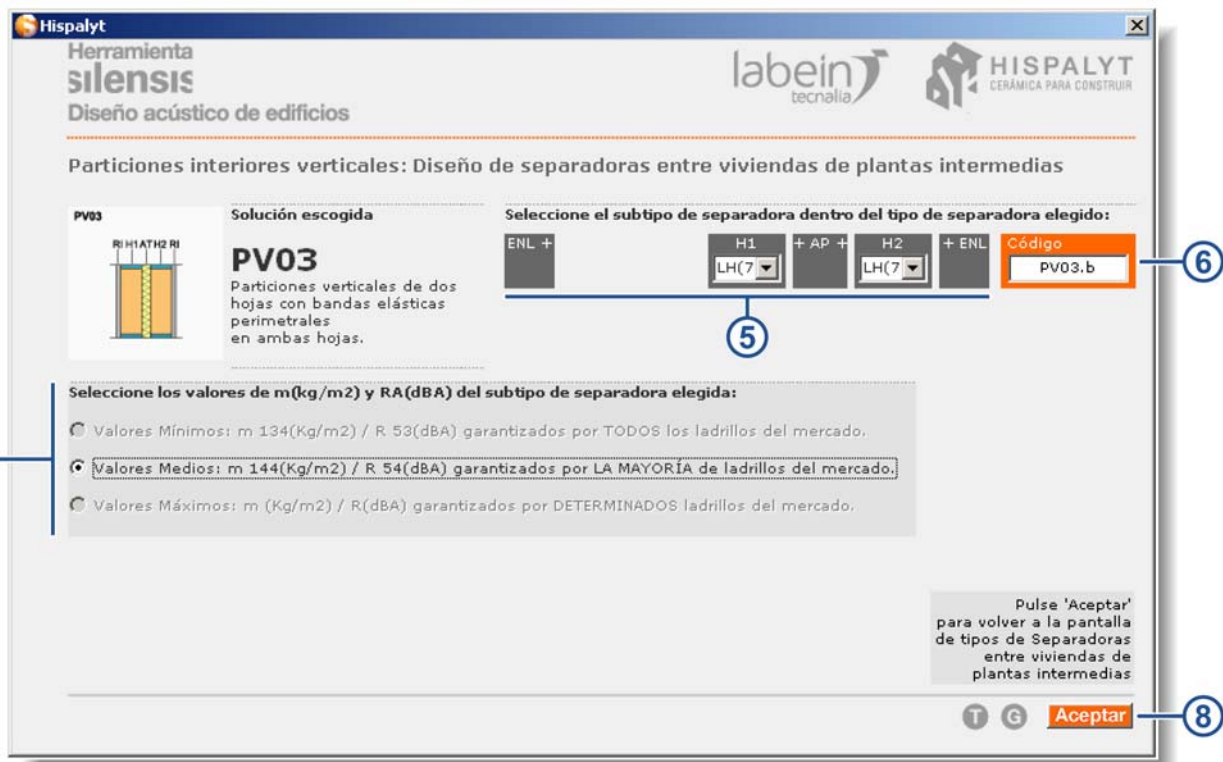 Hispalyt
Herramienta
silensis
Diseño acústico de edificios
labein
tecnalia
HISPALYT
CERÁMICA PARA CONSTRUIR
Particiones interiores verticales: Diseño de separadoras entre viviendas de plantas intermedias
PV03
RI H1 AT H2 RI
Solución escogida
PV03
Particiones verticales de dos
hojas con bandas elásticas
perimetrales
en ambas hojas.
Seleccione el subtipo de separadora dentro del tipo de separadora elegido:
ENL + H1 + AP + H2 + ENL Código
LH(7 LH(7 PV03.b
6
5
Seleccione los valores de m(kg/m2) y RA(dBA) del subtipo de separadora elegida:
Valores Mínimos: m 134(Kg/m2) / R 53(dBA) garantizados por TODOS los ladrillos del mercado.
Valores Medios: m 144(Kg/m2) / R 54(dBA) garantizados por LA MAYORÍA de ladrillos del mercado.
Valores Máximos: m (Kg/m2) / R(dBA) garantizados por DETERMINADOS ladrillos del mercado.
Pulse 'Aceptar'
para volver a la pantalla
de tipos de Separadoras
entre viviendas de
plantas intermedias
T G Aceptar
8